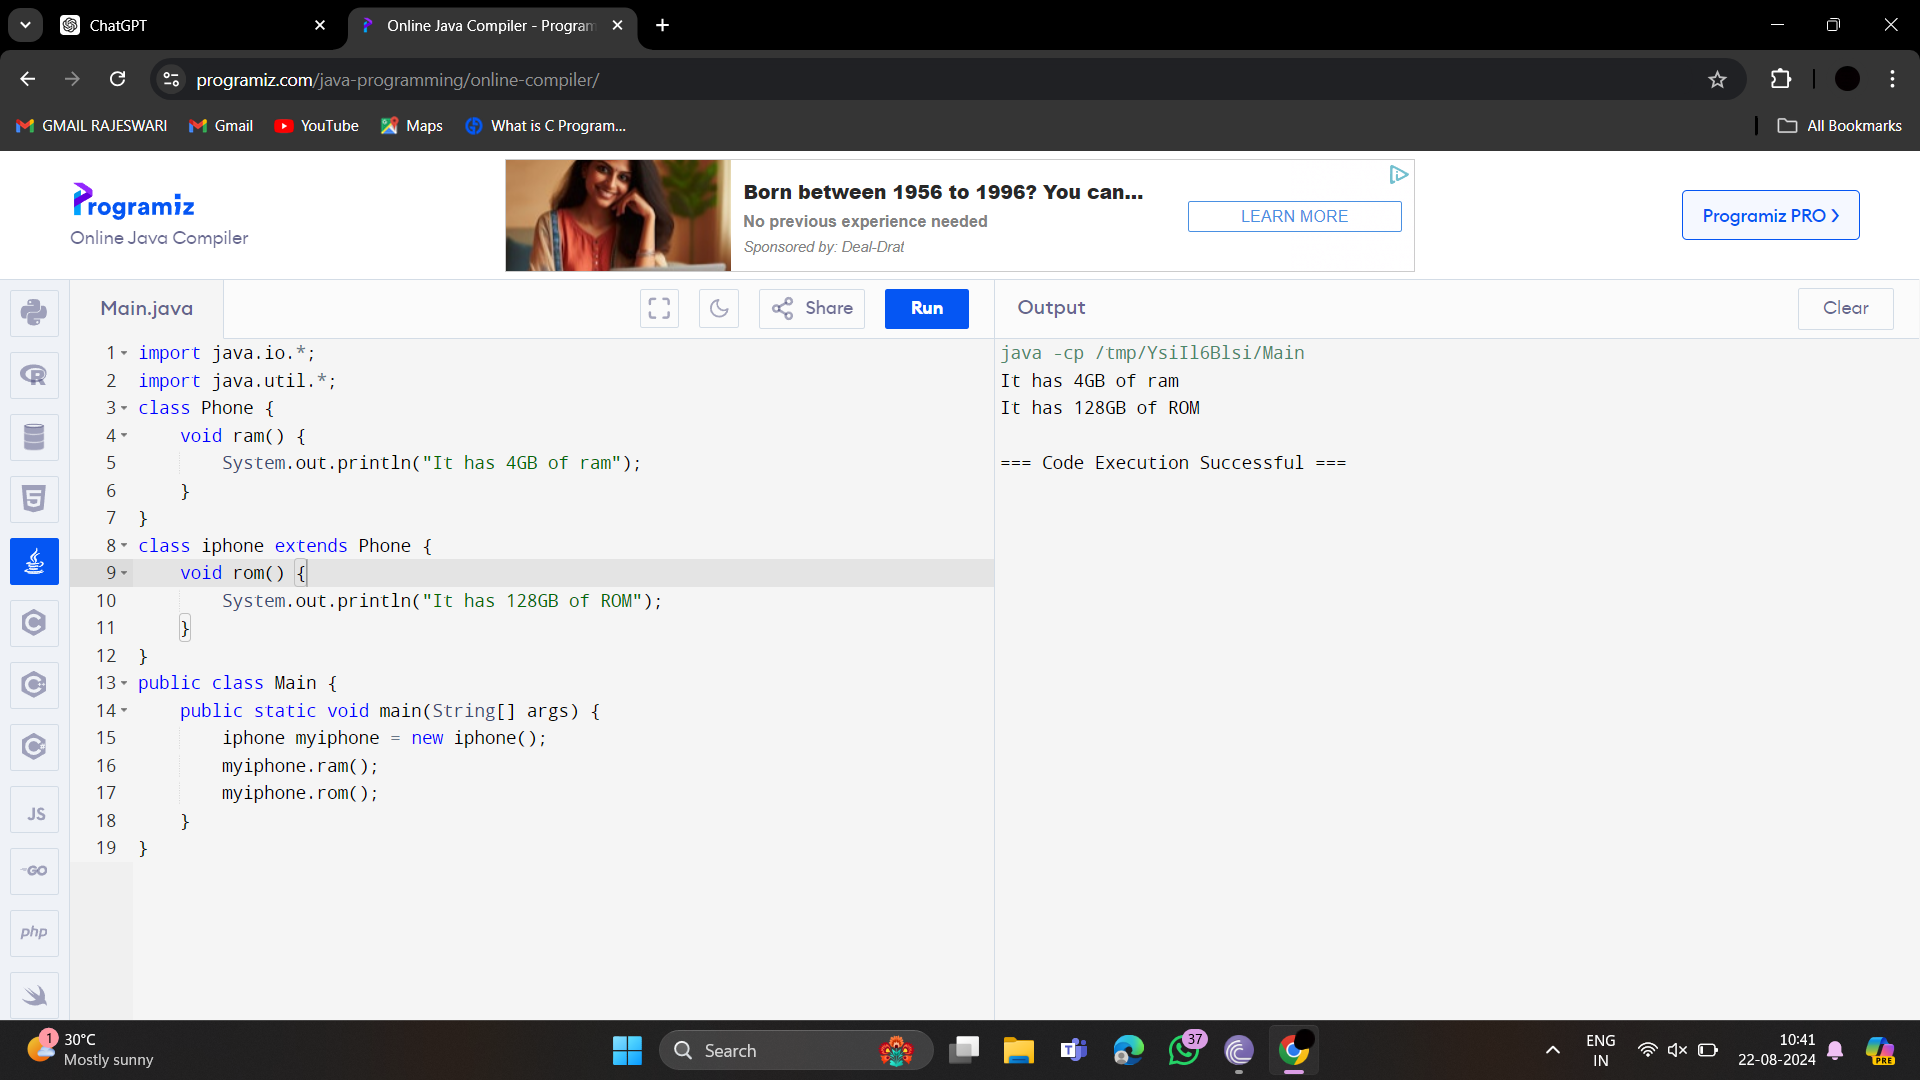 ChatGPT
Online Java Compiler - Program
programiz.com/java-programming/online-compiler/
GMAIL RAJESWARI
Gmail
YouTube
Maps
What is C Program...
All Bookmarks
Programiz
Online Java Compiler
Born between 1956 to 1996? You can...
No previous experience needed
Sponsored by: Deal-Drat
LEARN MORE
Programiz PRO
Main.java
Share
Run
Output
Clear
1 import java.io.*;
2 import java.util.*;
3 class Phone {
4 void ram() {
5 System.out.println("It has 4GB of ram");
6 }
7 }
8 class iphone extends Phone {
9 void rom() {
10 System.out.println("It has 128GB of ROM");
11 }
12 }
13 public class Main {
14 public static void main(String[] args) {
15 iphone myiphone = new iphone();
16 myiphone.ram();
17 myiphone.rom();
18 }
19 }
java -cp /tmp/YsiIl6Blsi/Main
It has 4GB of ram
It has 128GB of ROM
=== Code Execution Successful ===
R
5
C
C
C
JS
GO
php
1
30°C
Mostly sunny
Search
37
ENG
IN
10:41
22-08-2024
PRE